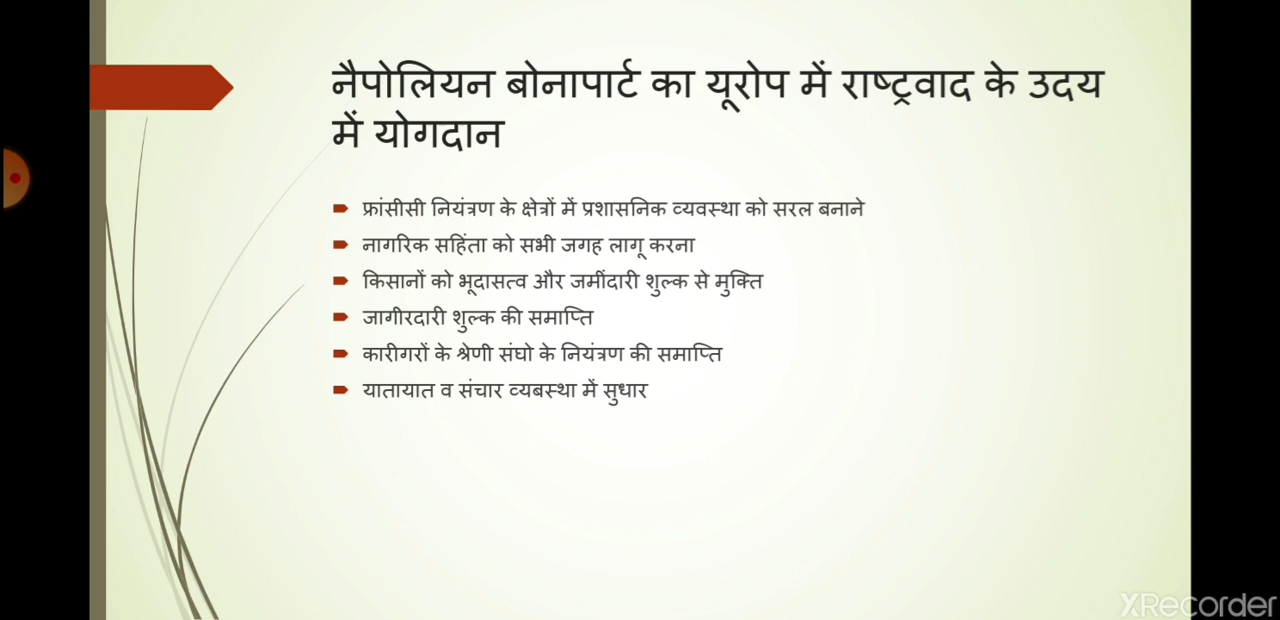 नैपोलियन बोनापार्ट का यूरोप में राष्ट्रवाद के उदय
में योगदान
फ्रांसीसी नियंत्रण के क्षेत्रों में प्रशासनिक व्यवस्था को सरल बनाने
नागरिक सहिंता को सभी जगह लागू करना
किसानों को भूदासत्व और जमींदारी शुल्क से मुक्ति
जागीरदारी शुल्क की समाप्ति
कारीगरों के श्रेणी संघो के नियंत्रण की समाप्ति
यातायात व संचार व्यबस्था में सुधार
XRecorder